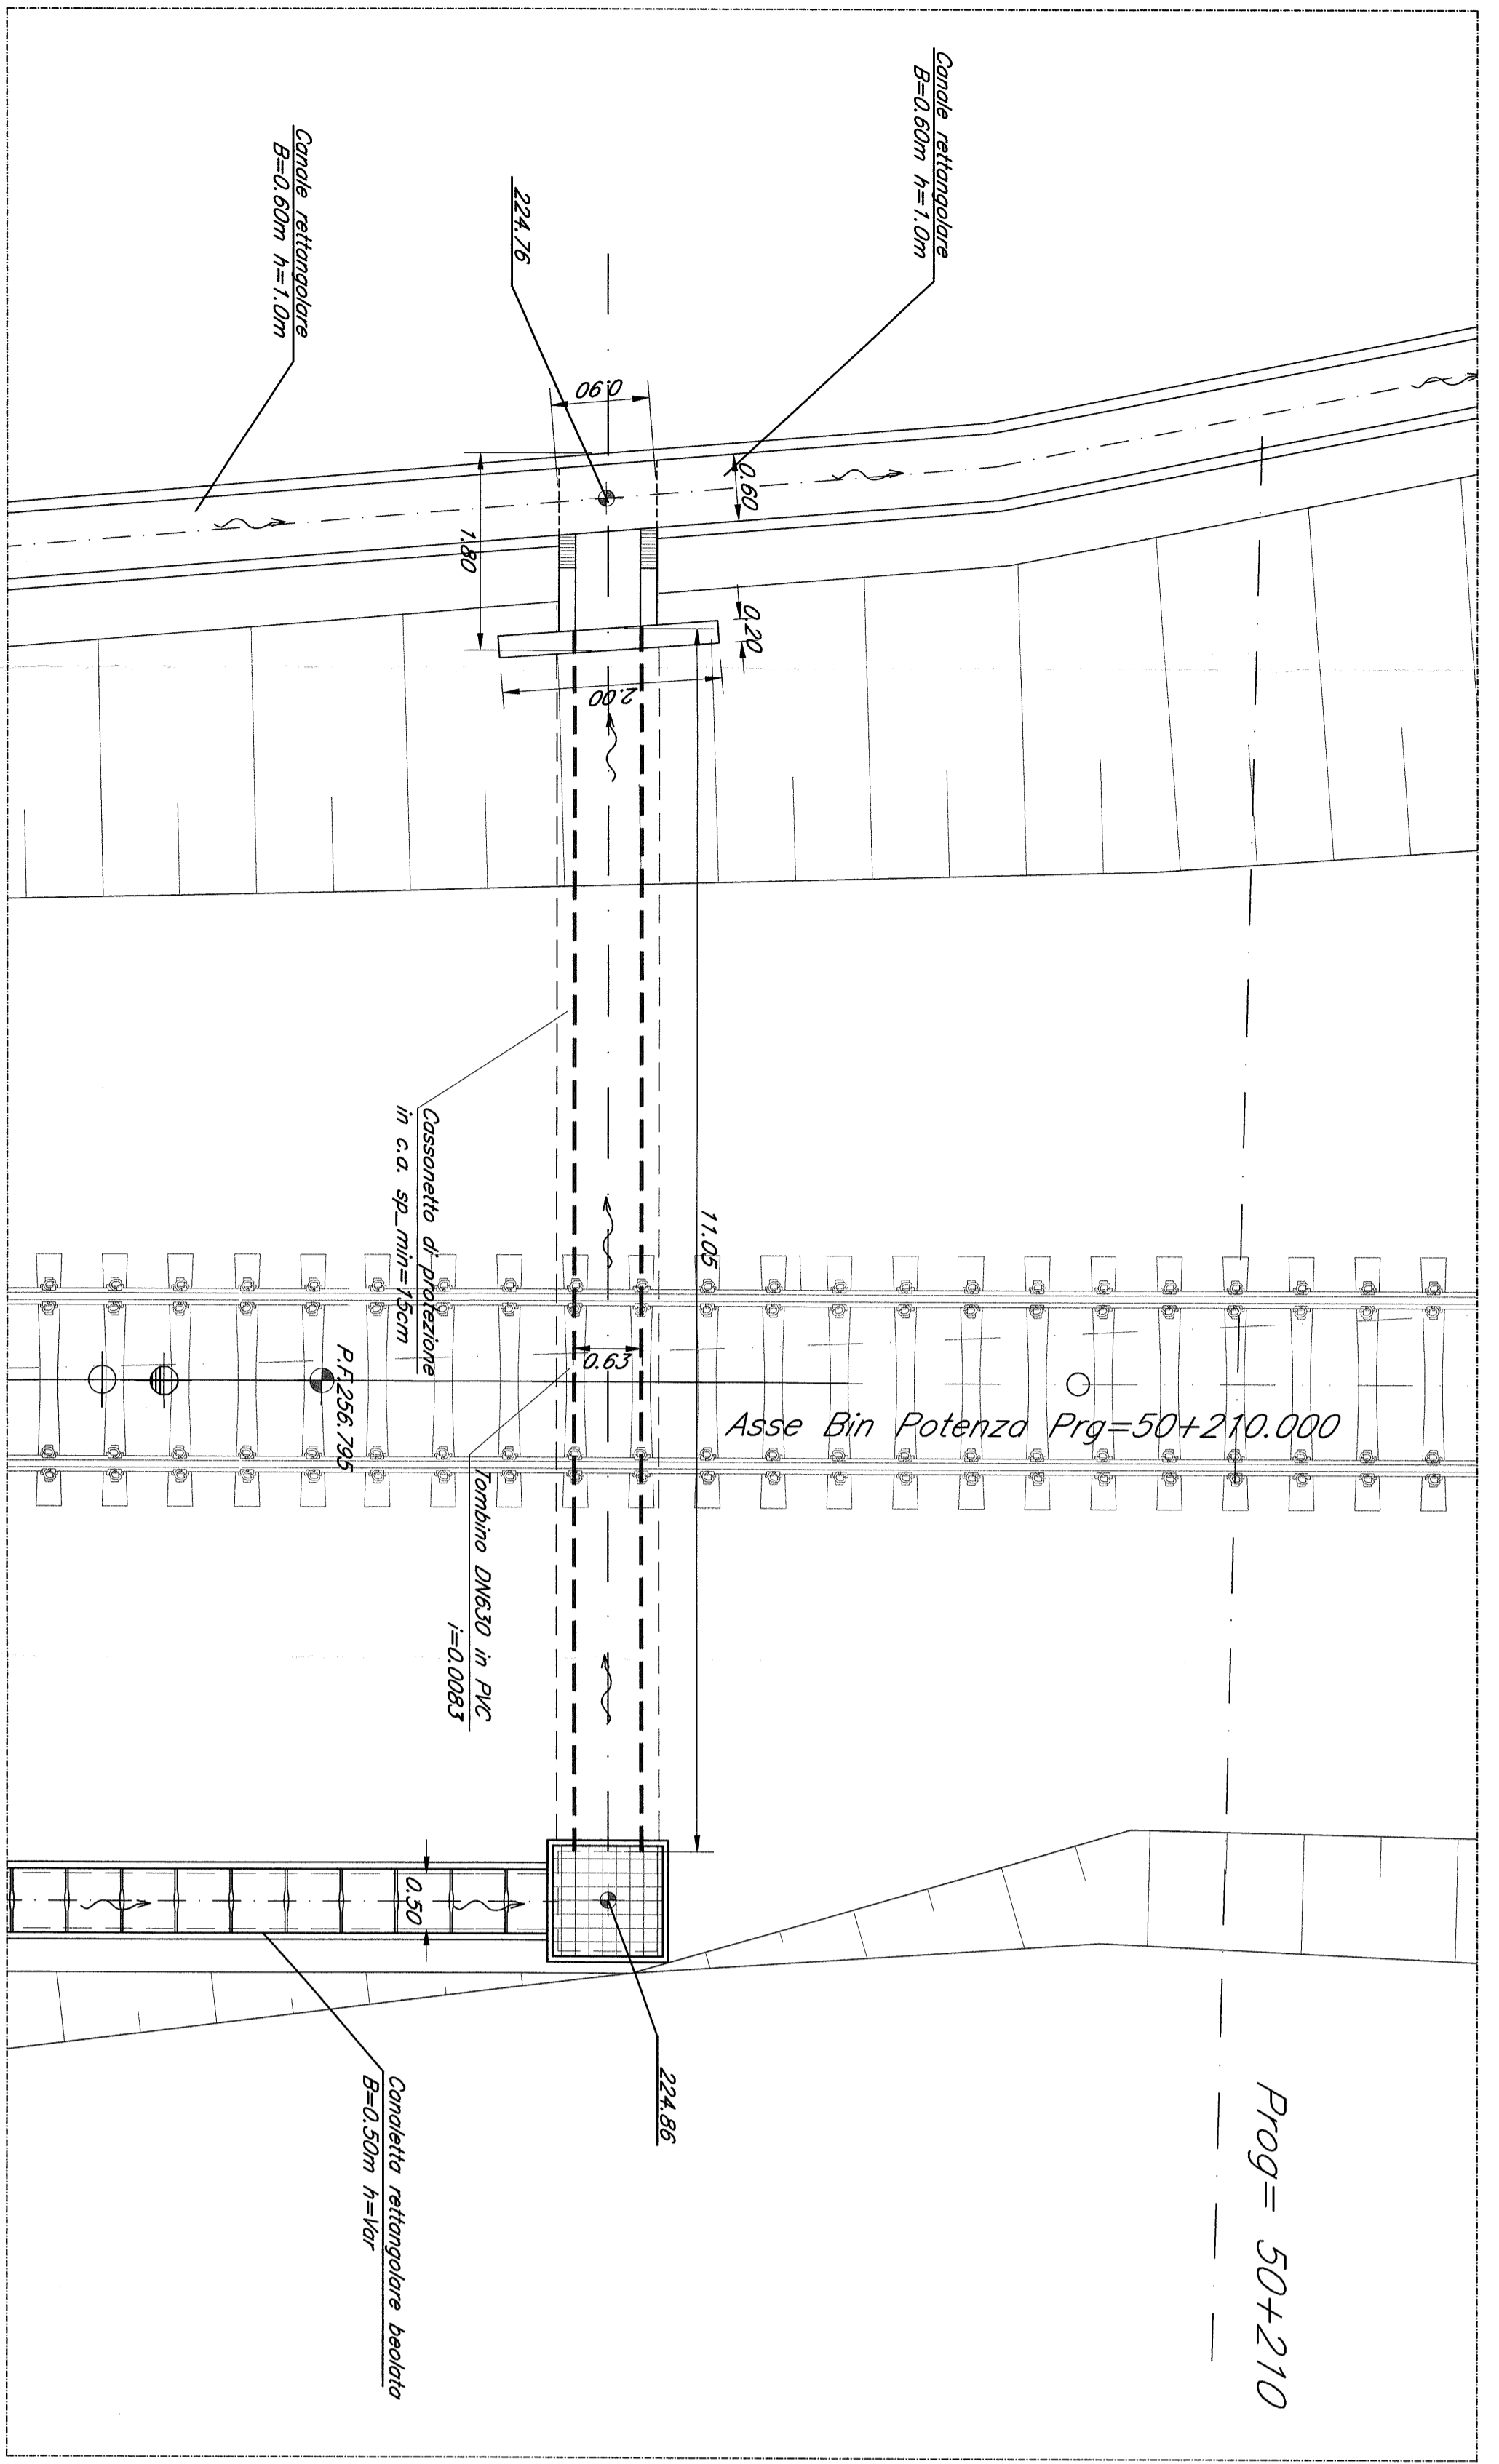 Canale rettangolare
B=0.60m h=1.0m
Canale rettangolare
B=0.60m h=1.0m
224.76
0.90
0.60
1.80
0.20
2.00
Cassonetto di protezione
in c.a. sp_min=15cm
11.05
0.63
P.F.256.795
Asse Bin Potenza Prg=50+210.000
Tombino DN630 in PVC
i=0.0083
0.50
224.86
Canaletta rettangolare beolata
B=0.50m h=Var
Prog= 50+210